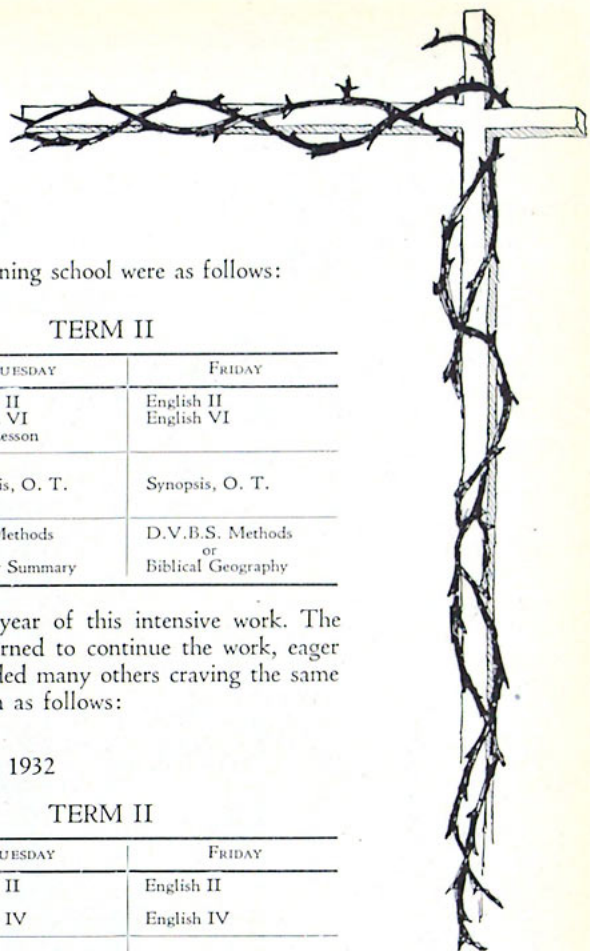 ning school were as follows:
TERM II
UESDAY FRIDAY
II English II
VI English VI
esson
is, O. T. Synopsis, O. T.
Methods D.V.B.S. Methods
or
Summary Biblical Geography
year of this intensive work. The
rned to continue the work, eager
led many others craving the same
as follows:
1932
TERM II
UESDAY FRIDAY
II English II
IV English IV